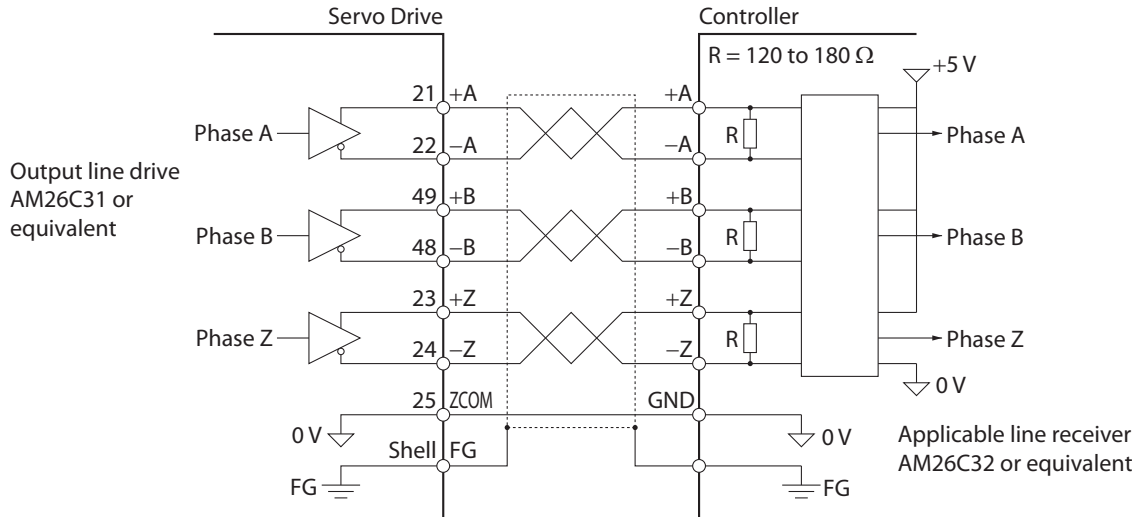 Servo Drive
Controller
R = 120 to 180 Ω
+5 V
21 +A
+A
Phase A
R
Phase A
22 −A
−A
Output line drive
AM26C31 or
equivalent
49 +B
+B
Phase B
R
Phase B
48 −B
−B
23 +Z
+Z
Phase Z
R
Phase Z
24 −Z
−Z
0 V
25 ZCOM
GND
0 V
0 V
Applicable line receiver
AM26C32 or equivalent
Shell FG
FG
FG